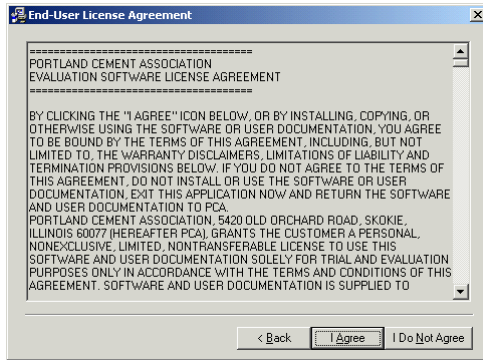 End-User License Agreement
=====================================
PORTLAND CEMENT ASSOCIATION
EVALUATION SOFTWARE LICENSE AGREEMENT
=====================================
BY CLICKING THE "I AGREE" ICON BELOW, OR BY INSTALLING, COPYING, OR
OTHERWISE USING THE SOFTWARE OR USER DOCUMENTATION, YOU AGREE
TO BE BOUND BY THE TERMS OF THIS AGREEMENT, INCLUDING, BUT NOT
LIMITED TO, THE WARRANTY DISCLAIMERS, LIMITATIONS OF LIABILITY AND
TERMINATION PROVISIONS BELOW. IF YOU DO NOT AGREE TO THE TERMS OF
THIS AGREEMENT, DO NOT INSTALL OR USE THE SOFTWARE OR USER
DOCUMENTATION, EXIT THIS APPLICATION NOW AND RETURN THE SOFTWARE
AND USER DOCUMENTATION TO PCA.
PORTLAND CEMENT ASSOCIATION, 5420 OLD ORCHARD ROAD, SKOKIE,
ILLINOIS 60077 (HEREAFTER PCA), GRANTS THE CUSTOMER A PERSONAL,
NONEXCLUSIVE, LIMITED, NONTRANSFERABLE LICENSE TO USE THIS
SOFTWARE AND USER DOCUMENTATION SOLELY FOR TRIAL AND EVALUATION
PURPOSES ONLY IN ACCORDANCE WITH THE TERMS AND CONDITIONS OF THIS
AGREEMENT. SOFTWARE AND USER DOCUMENTATION IS SUPPLIED TO
< Back I Agree I Do Not Agree